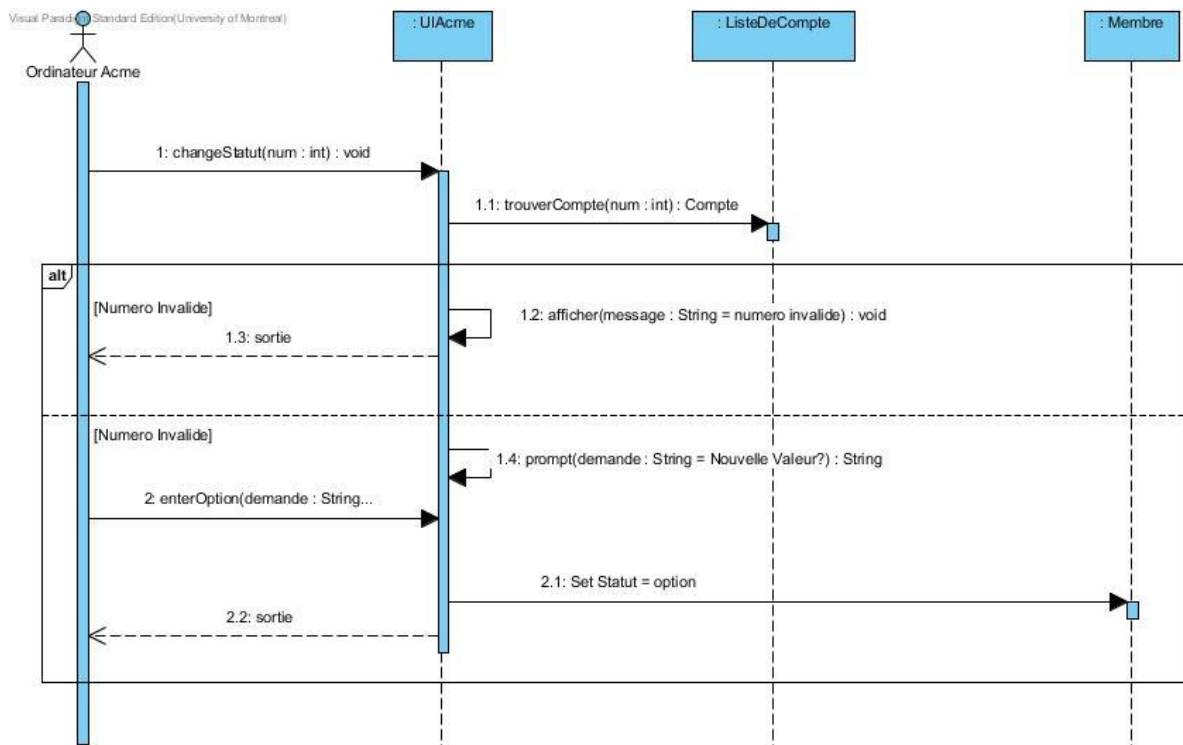 Visual Paradigm Standard Edition(University of Montreal)
: UIAcme
: ListeDeCompte
: Membre
Ordinateur Acme
1: changeStatut(num : int) : void
1.1: trouverCompte(num : int) : Compte
alt
[Numero Invalide]
1.2: afficher(message : String = numero invalide) : void
1.3: sortie
[Numero Invalide]
1.4: prompt(demande : String = Nouvelle Valeur?) : String
2: enterOption(demande : String...
2.1: Set Statut = option
2.2: sortie